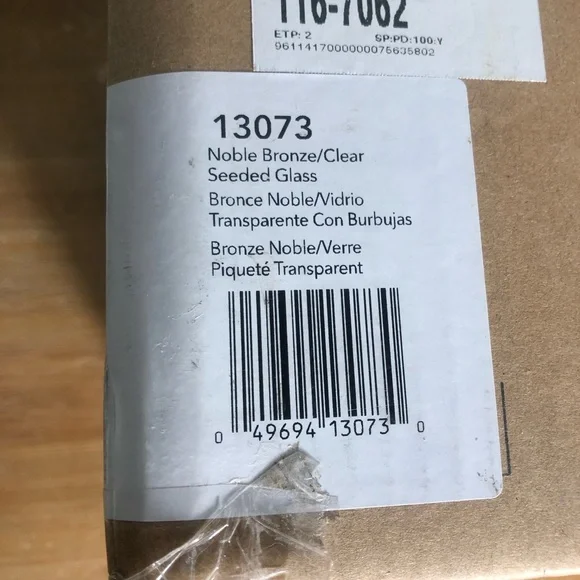 116-7062
ETP: 2 SP:PD:100:Y
9611417000000075635802
13073
Noble Bronze/Clear
Seeded Glass
Bronce Noble/Vidrio
Transparente Con Burbujas
Bronze Noble/Verre
Piqueté Transparent
0 49694 13073 0